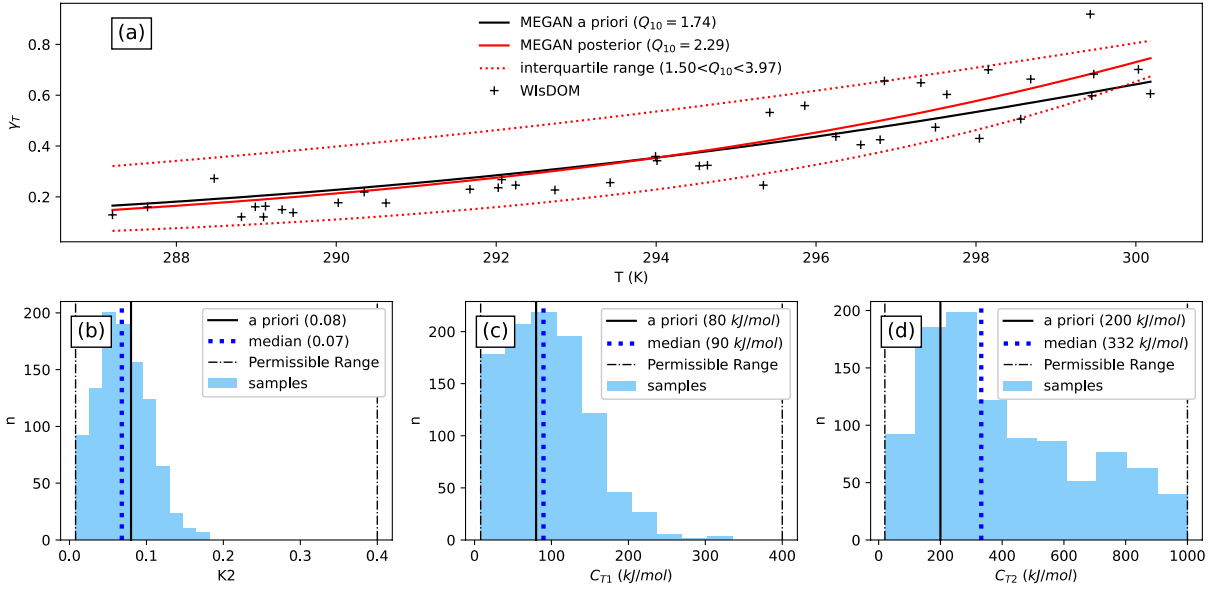 (a)
MEGAN a priori (Q10 = 1.74)
MEGAN posterior (Q10 = 2.29)
interquartile range (1.50<Q10<3.97)
WIsDOM
γT
0.8
0.6
0.4
0.2
288
290
292
294
296
298
300
T (K)
(b)
a priori (0.08)
median (0.07)
Permissible Range
samples
n
200
150
100
50
0
0.0
0.1
0.2
0.3
0.4
K2
(c)
a priori (80 kJ/mol)
median (90 kJ/mol)
Permissible Range
samples
n
200
150
100
50
0
0
100
200
300
400
CT1 (kJ/mol)
(d)
a priori (200 kJ/mol)
median (332 kJ/mol)
Permissible Range
samples
n
200
150
100
50
0
0
200
400
600
800
1000
CT2 (kJ/mol)